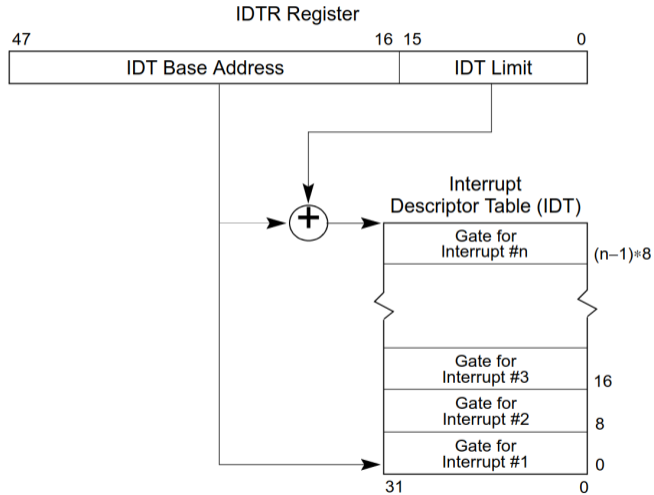 IDTR Register
47 16 15 0
IDT Base Address IDT Limit
Interrupt
Descriptor Table (IDT)
Gate for
Interrupt #n
(n−1)∗8
Gate for
Interrupt #3
16
Gate for
Interrupt #2
8
Gate for
Interrupt #1
0
31 0